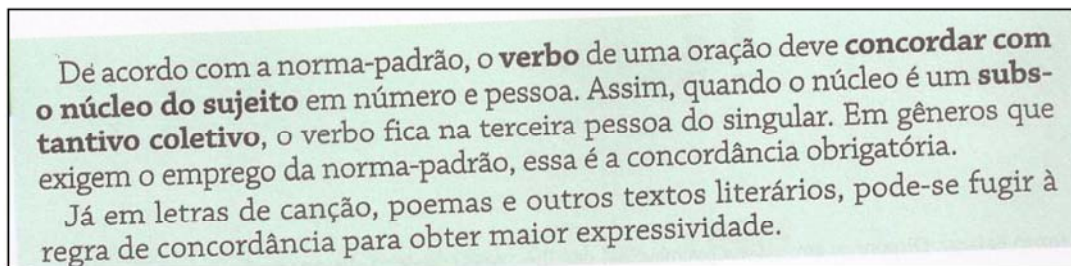 De acordo com a norma-padrão, o verbo de uma oração deve concordar com
o núcleo do sujeito em número e pessoa. Assim, quando o núcleo é um subs-
tantivo coletivo, o verbo fica na terceira pessoa do singular. Em gêneros que
exigem o emprego da norma-padrão, essa é a concordância obrigatória.
Já em letras de canção, poemas e outros textos literários, pode-se fugir à
regra de concordância para obter maior expressividade.